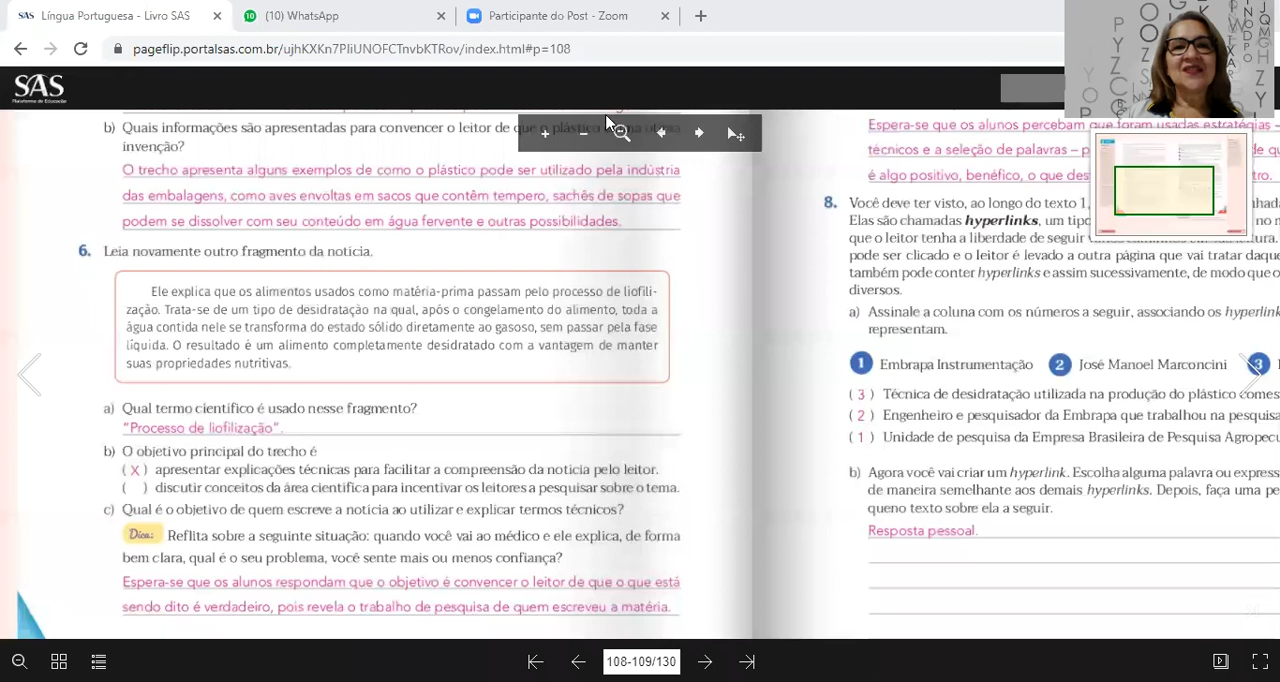 SAS Língua Portuguesa - Livro SAS
(10) WhatsApp
Participante do Post - Zoom
pageflip.portalsas.com.br/ujhKXKn7PIiUNOFCTnvbKTRov/index.html#p=108
SAS
Plataforma de Educação
b) Quais informações são apresentadas para convencer o leitor de que o plástico
invenção?
O trecho apresenta alguns exemplos de como o plástico pode ser utilizado pela indústria
das embalagens, como aves envoltas em sacos que contêm tempero, sachês de sopas que
podem se dissolver com seu conteúdo em água fervente e outras possibilidades.
6. Leia novamente outro fragmento da notícia.
Ele explica que os alimentos usados como matéria-prima passam pelo processo de liofili-
zação. Trata-se de um tipo de desidratação na qual, após o congelamento do alimento, toda a
água contida nele se transforma do estado sólido diretamente ao gasoso, sem passar pela fase
líquida. O resultado é um alimento completamente desidratado com a vantagem de manter
suas propriedades nutritivas.
a) Qual termo científico é usado nesse fragmento?
“Processo de liofilização”.
b) O objetivo principal do trecho é
( X ) apresentar explicações técnicas para facilitar a compreensão da notícia pelo leitor.
( ) discutir conceitos da área científica para incentivar os leitores a pesquisar sobre o tema.
c) Qual é o objetivo de quem escreve a notícia ao utilizar e explicar termos técnicos?
Dica: Reflita sobre a seguinte situação: quando você vai ao médico e ele explica, de forma
bem clara, qual é o seu problema, você sente mais ou menos confiança?
Espera-se que os alunos respondam que o objetivo é convencer o leitor de que o que está
sendo dito é verdadeiro, pois revela o trabalho de pesquisa de quem escreveu a matéria.
Espera-se que os alunos percebam que foram usadas estratégias –
técnicos e a seleção de palavras – p de qu
é algo positivo, benéfico, o que des tro.
8. Você deve ter visto, ao longo do texto 1, nhada
Elas são chamadas hyperlinks, um tipo no m
que o leitor tenha a liberdade de seguir
pode ser clicado e o leitor é levado a outra página que vai tratar daque
também pode conter hyperlinks e assim sucessivamente, de modo que o
diversos.
a) Assinale a coluna com os números a seguir, associando os hyperlink
representam.
1 Embrapa Instrumentação 2 José Manoel Marconcini 3
( 3 ) Técnica de desidratação utilizada na produção do plástico comes
( 2 ) Engenheiro e pesquisador da Embrapa que trabalhou na pesquisa
( 1 ) Unidade de pesquisa da Empresa Brasileira de Pesquisa Agropecu
b) Agora você vai criar um hyperlink. Escolha alguma palavra ou express
de maneira semelhante aos demais hyperlinks. Depois, faça uma pe
queno texto sobre ela a seguir.
Resposta pessoal.
108-109/130